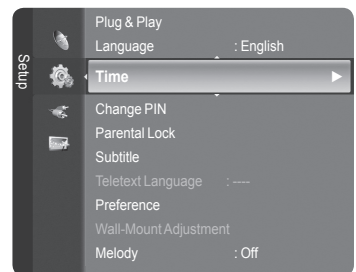 Setup
Plug & Play
Language : English
Time
Change PIN
Parental Lock
Subtitle
Teletext Language : ----
Preference
Wall-Mount Adjustment
Melody : Off